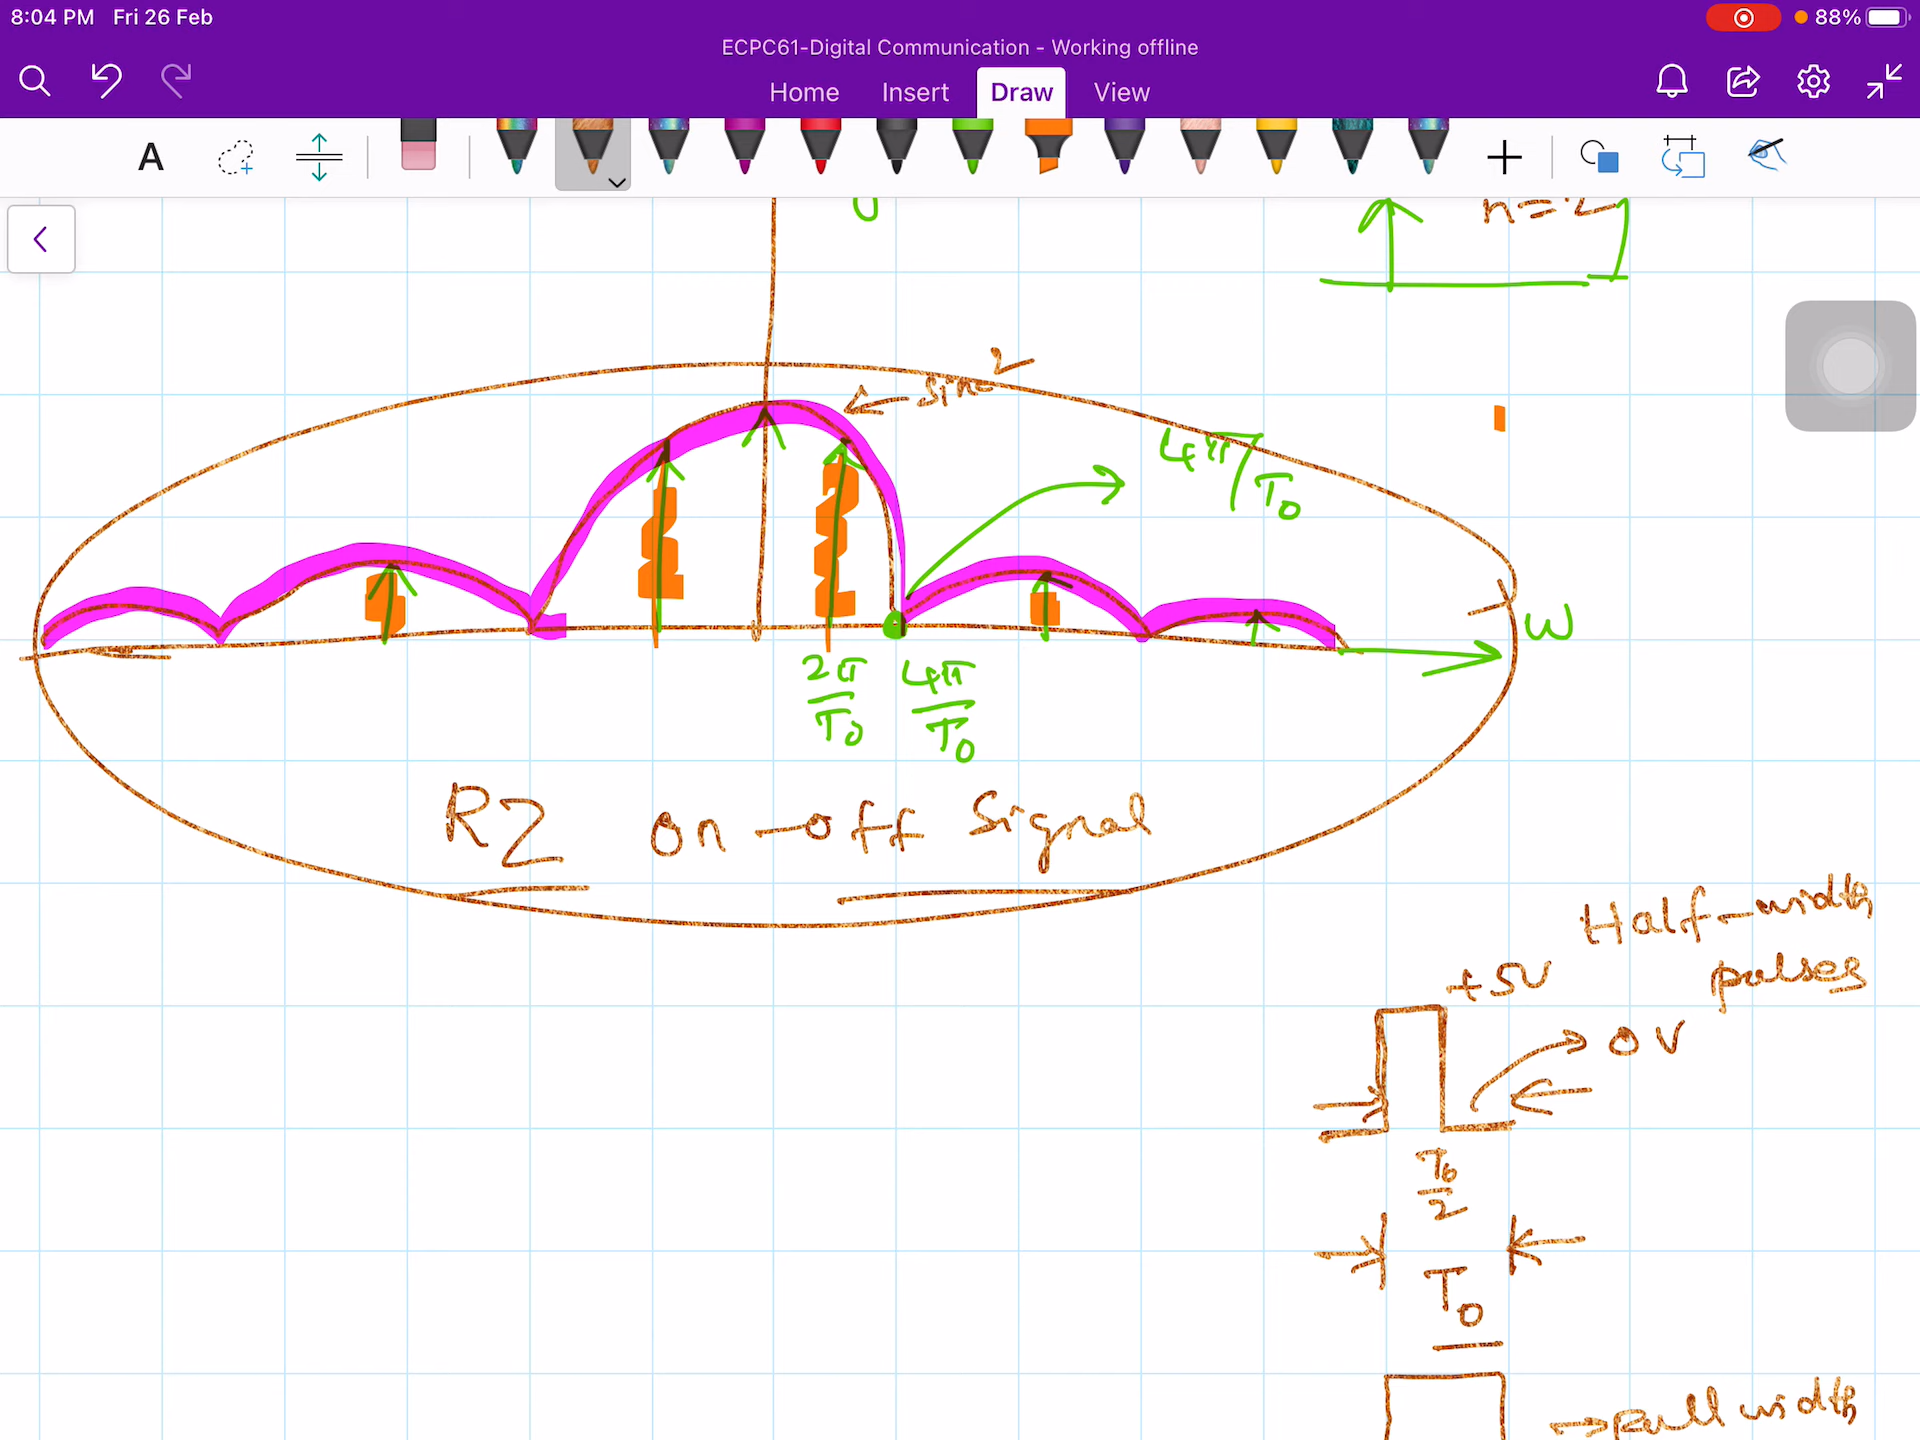 8:04 PM Fri 26 Feb
88%
ECPC61-Digital Communication - Working offline
Home Insert Draw View
A
n=2
sinc²
4π/T₀
ω
2π/T₀ 4π/T₀
RZ On-off Signal
Half-width
pulses
+5V
0V
T₀/2
T₀
→ full width